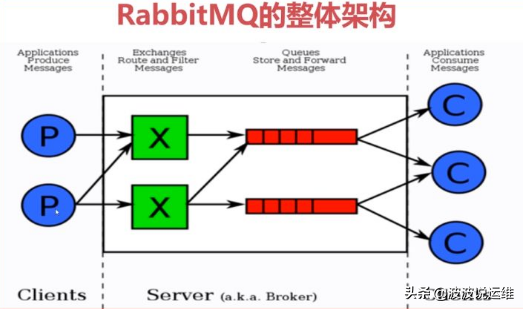 RabbitMQ的整体架构
Applications
Produce
Messages
Exchanges
Route and Filter
Messages
Queues
Store and Forward
Messages
Applications
Consume
Messages
P
X
C
C
P
X
C
Clients
Server (a.k.a. Broker)
头条 @波波说运维